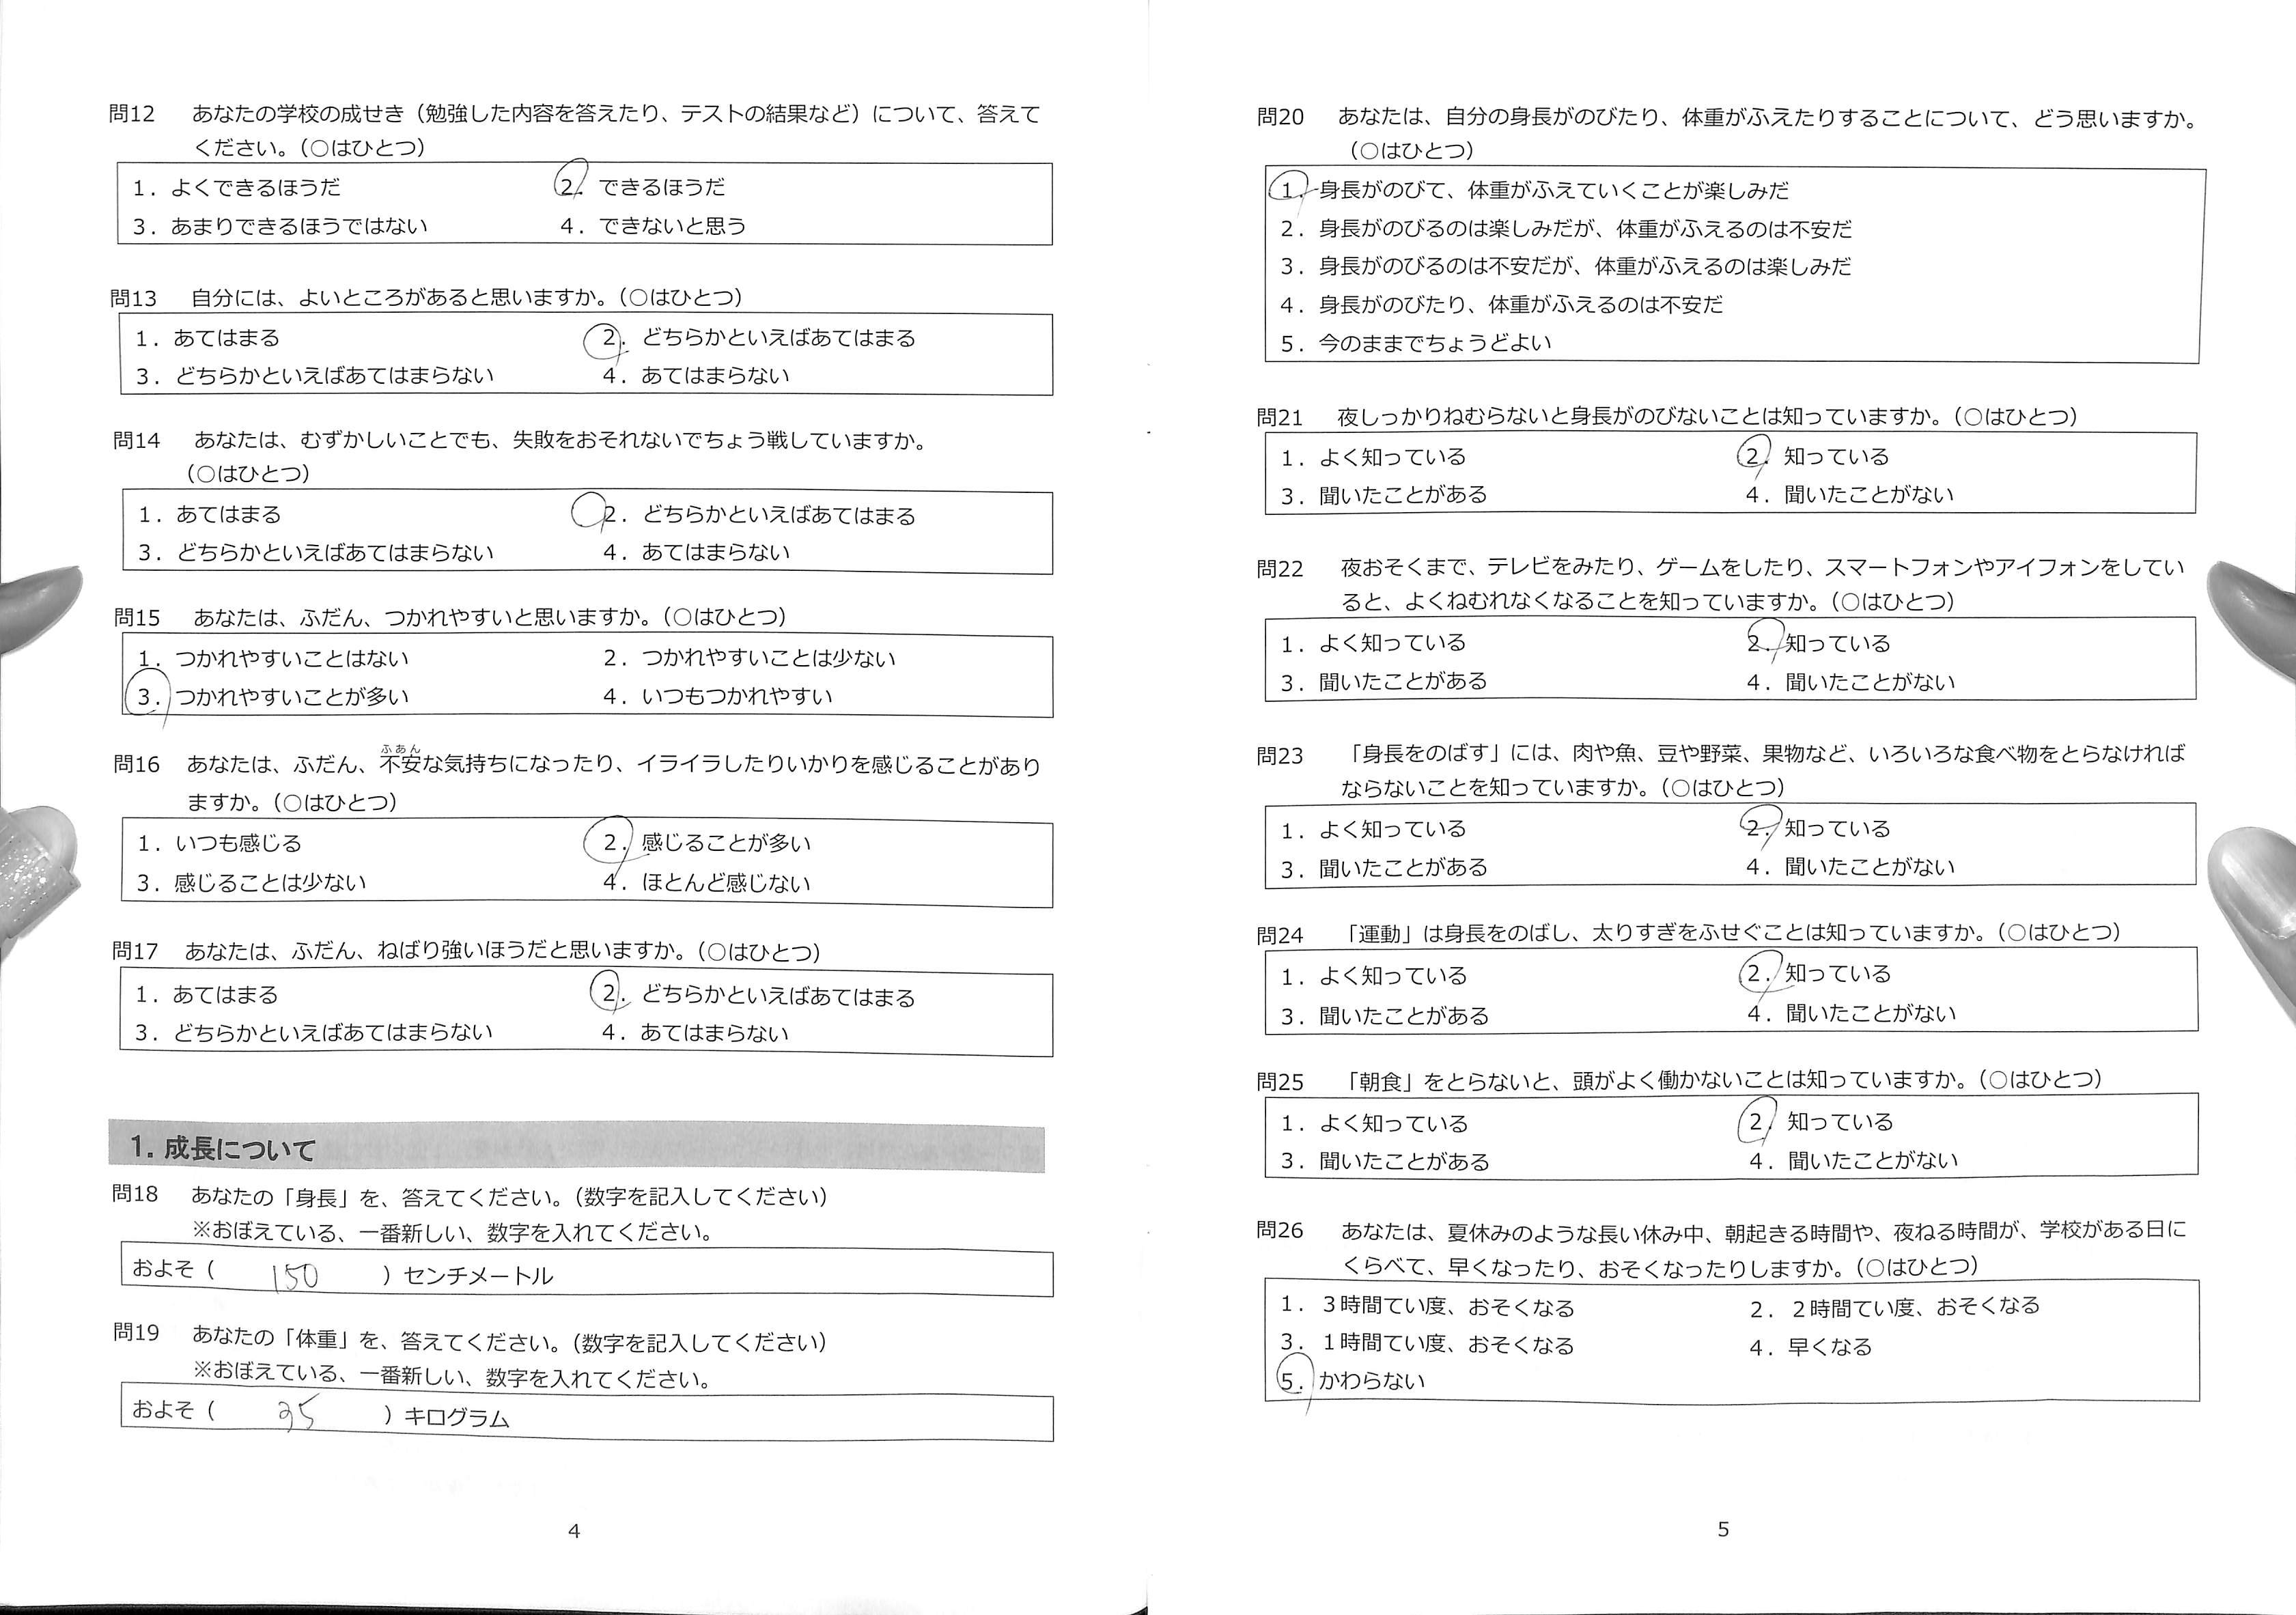 問12 あなたの学校の成せき（勉強した内容を答えたり、テストの結果など）について、答えて
ください。（○はひとつ）
1．よくできるほうだ 2．できるほうだ
3．あまりできるほうではない 4．できないと思う
問13 自分には、よいところがあると思いますか。（○はひとつ）
1．あてはまる 2．どちらかといえばあてはまる
3．どちらかといえばあてはまらない 4．あてはまらない
問14 あなたは、むずかしいことでも、失敗をおそれないでちょう戦していますか。
（○はひとつ）
1．あてはまる 2．どちらかといえばあてはまる
3．どちらかといえばあてはまらない 4．あてはまらない
問15 あなたは、ふだん、つかれやすいと思いますか。（○はひとつ）
1．つかれやすいことはない 2．つかれやすいことは少ない
3．つかれやすいことが多い 4．いつもつかれやすい
ふあん
問16 あなたは、ふだん、不安な気持ちになったり、イライラしたりいかりを感じることがあり
ますか。（○はひとつ）
1．いつも感じる 2．感じることが多い
3．感じることは少ない 4．ほとんど感じない
問17 あなたは、ふだん、ねばり強いほうだと思いますか。（○はひとつ）
1．あてはまる 2．どちらかといえばあてはまる
3．どちらかといえばあてはまらない 4．あてはまらない
1. 成長について
問18 あなたの「身長」を、答えてください。（数字を記入してください）
※おぼえている、一番新しい、数字を入れてください。
およそ（ 150 ）センチメートル
問19 あなたの「体重」を、答えてください。（数字を記入してください）
※おぼえている、一番新しい、数字を入れてください。
およそ（ 35 ）キログラム
4
問20 あなたは、自分の身長がのびたり、体重がふえたりすることについて、どう思いますか。
（○はひとつ）
1．身長がのびて、体重がふえていくことが楽しみだ
2．身長がのびるのは楽しみだが、体重がふえるのは不安だ
3．身長がのびるのは不安だが、体重がふえるのは楽しみだ
4．身長がのびたり、体重がふえるのは不安だ
5．今のままでちょうどよい
問21 夜しっかりねむらないと身長がのびないことは知っていますか。（○はひとつ）
1．よく知っている 2．知っている
3．聞いたことがある 4．聞いたことがない
問22 夜おそくまで、テレビをみたり、ゲームをしたり、スマートフォンやアイフォンをしてい
ると、よくねむれなくなることを知っていますか。（○はひとつ）
1．よく知っている 2．知っている
3．聞いたことがある 4．聞いたことがない
問23 「身長をのばす」には、肉や魚、豆や野菜、果物など、いろいろな食べ物をとらなければ
ならないことを知っていますか。（○はひとつ）
1．よく知っている 2．知っている
3．聞いたことがある 4．聞いたことがない
問24 「運動」は身長をのばし、太りすぎをふせぐことは知っていますか。（○はひとつ）
1．よく知っている 2．知っている
3．聞いたことがある 4．聞いたことがない
問25 「朝食」をとらないと、頭がよく働かないことは知っていますか。（○はひとつ）
1．よく知っている 2．知っている
3．聞いたことがある 4．聞いたことがない
問26 あなたは、夏休みのような長い休み中、朝起きる時間や、夜ねる時間が、学校がある日に
くらべて、早くなったり、おそくなったりしますか。（○はひとつ）
1．3時間てい度、おそくなる 2．2時間てい度、おそくなる
3．1時間てい度、おそくなる 4．早くなる
5．かわらない
5